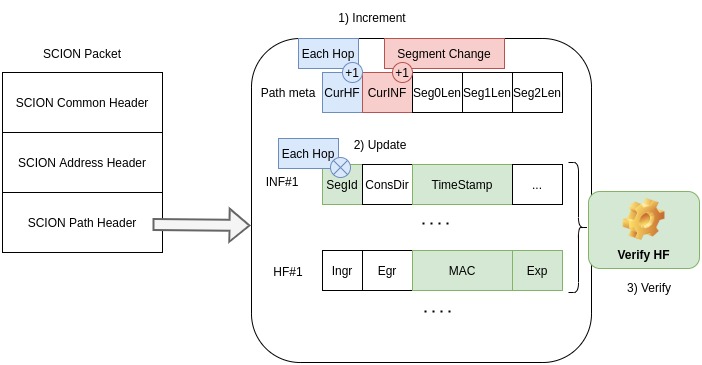 1) Increment
SCION Packet
Each Hop
Segment Change
+1
+1
Path meta
CurHF
CurINF
Seg0Len
Seg1Len
Seg2Len
SCION Common Header
2) Update
Each Hop
SCION Address Header
INF#1
SegId
ConsDir
TimeStamp
...
....
SCION Path Header
Verify HF
HF#1
Ingr
Egr
MAC
Exp
3) Verify
....